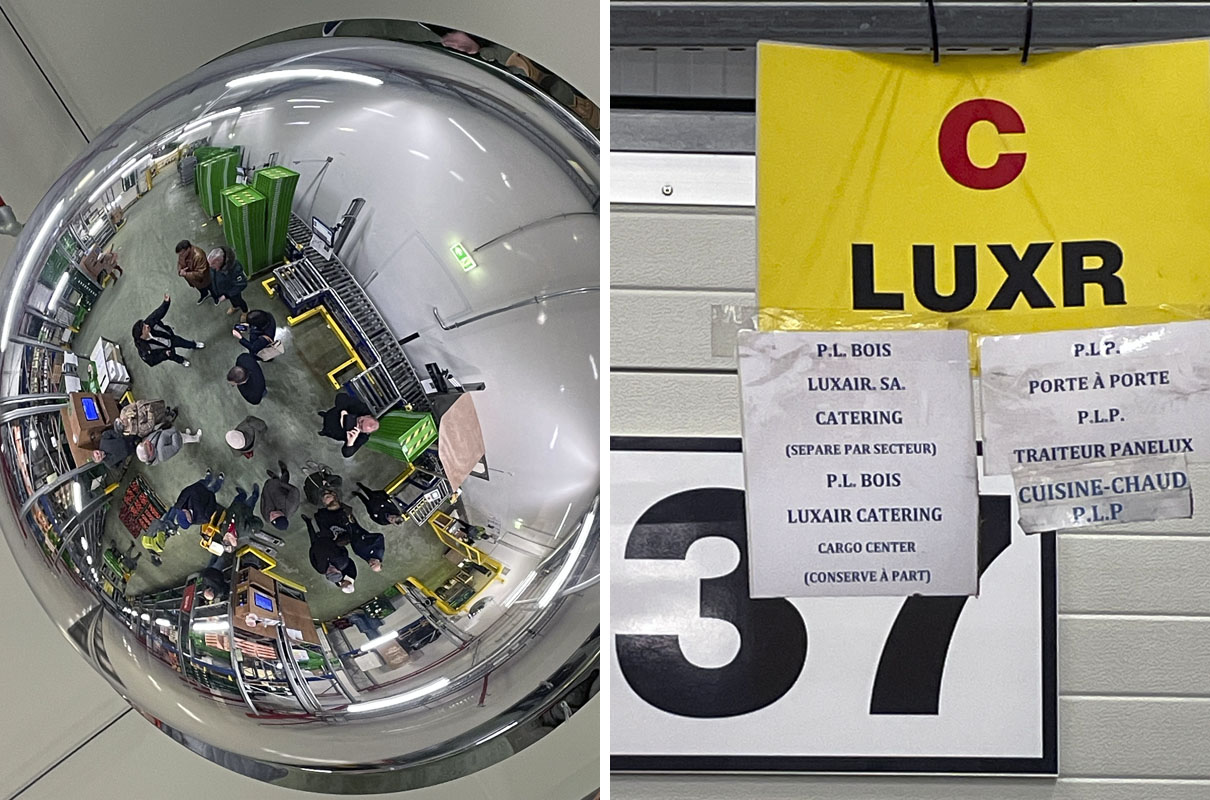 C
LUXR
P.L. BOIS
LUXAIR. SA.
CATERING
(SEPARE PAR SECTEUR)
P.L. BOIS
LUXAIR CATERING
CARGO CENTER
(CONSERVE À PART)
P.L ?.
PORTE À PORTE
P.L.P.
TRAITEUR PANELUX
CUISINE-CHAUD
P.L.P
37